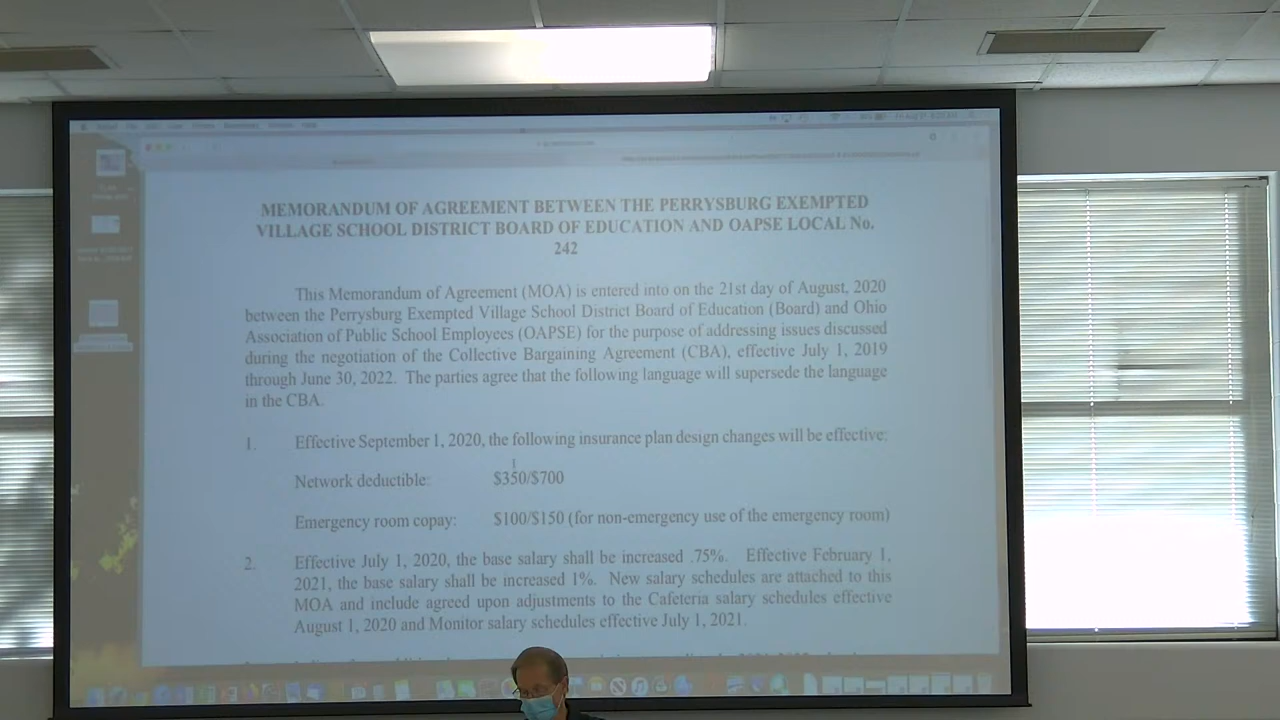 MEMORANDUM OF AGREEMENT BETWEEN THE PERRYSBURG EXEMPTED
VILLAGE SCHOOL DISTRICT BOARD OF EDUCATION AND OAPSE LOCAL No.
242
This Memorandum of Agreement (MOA) is entered into on the 21st day of August, 2020
between the Perrysburg Exempted Village School District Board of Education (Board) and Ohio
Association of Public School Employees (OAPSE) for the purpose of addressing issues discussed
during the negotiation of the Collective Bargaining Agreement (CBA), effective July 1, 2019
through June 30, 2022. The parties agree that the following language will supersede the language
in the CBA.
1. Effective September 1, 2020, the following insurance plan design changes will be effective:
Network deductible: $350/$700
Emergency room copay: $100/$150 (for non-emergency use of the emergency room)
2. Effective July 1, 2020, the base salary shall be increased .75%. Effective February 1,
2021, the base salary shall be increased 1%. New salary schedules are attached to this
MOA and include agreed upon adjustments to the Cafeteria salary schedules effective
August 1, 2020 and Monitor salary schedules effective July 1, 2021.